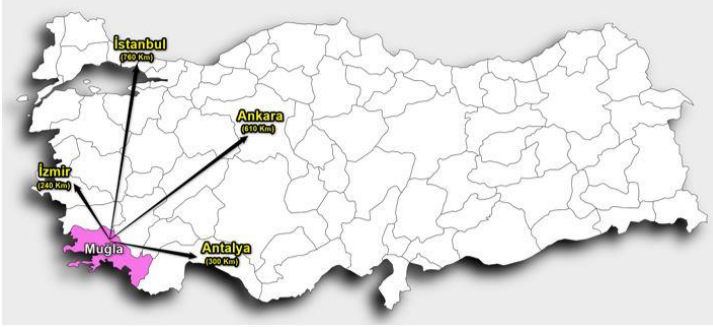 İstanbul
(760 Km)
Ankara
(610 Km)
İzmir
(240 Km)
Muğla
Antalya
(300 Km)